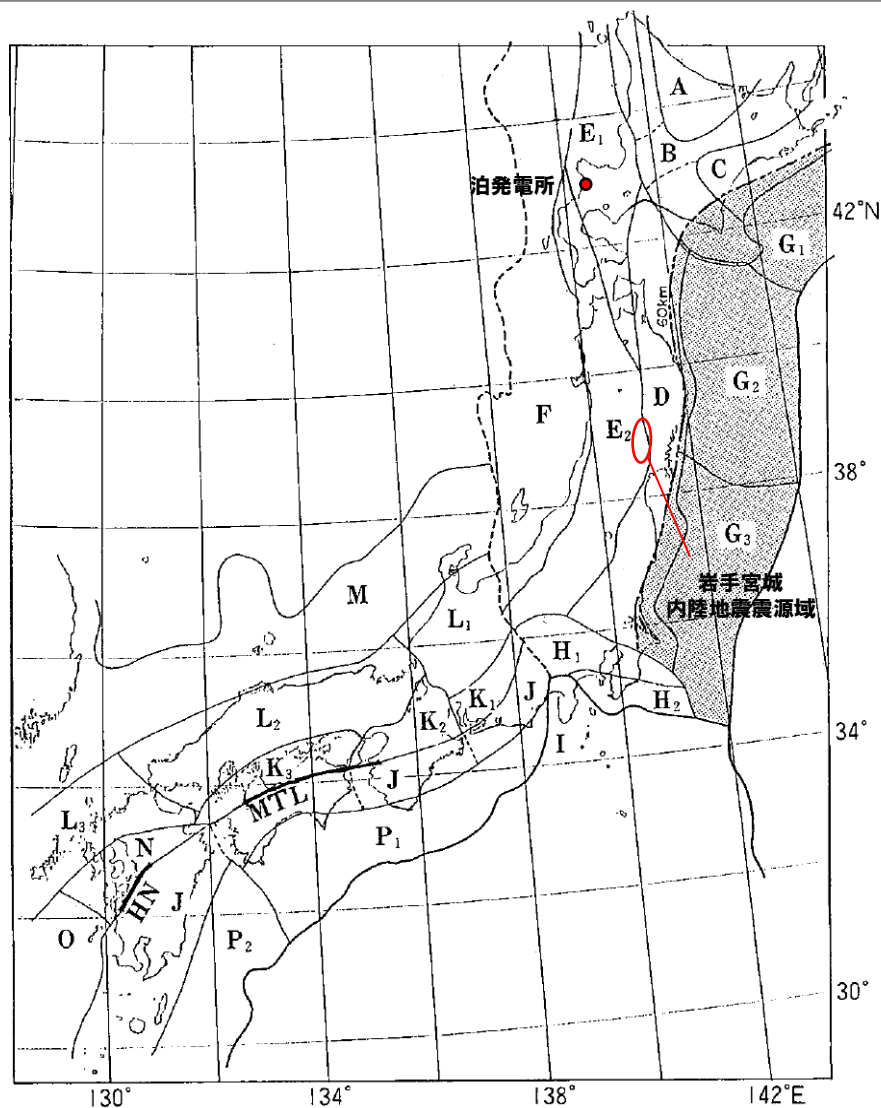 A
E₁
B
C
泊発電所
42°N
G₁
60km
G₂
D
F
E₂
38°
G₃
岩手宮城
内陸地震震源域
M
L₁
H₁
H₂
K₁
J
K₂
L₂
I
34°
K₃
J
MTL
L₃
P₁
N
HN
J
O
P₂
30°
130°
134°
138°
142°E